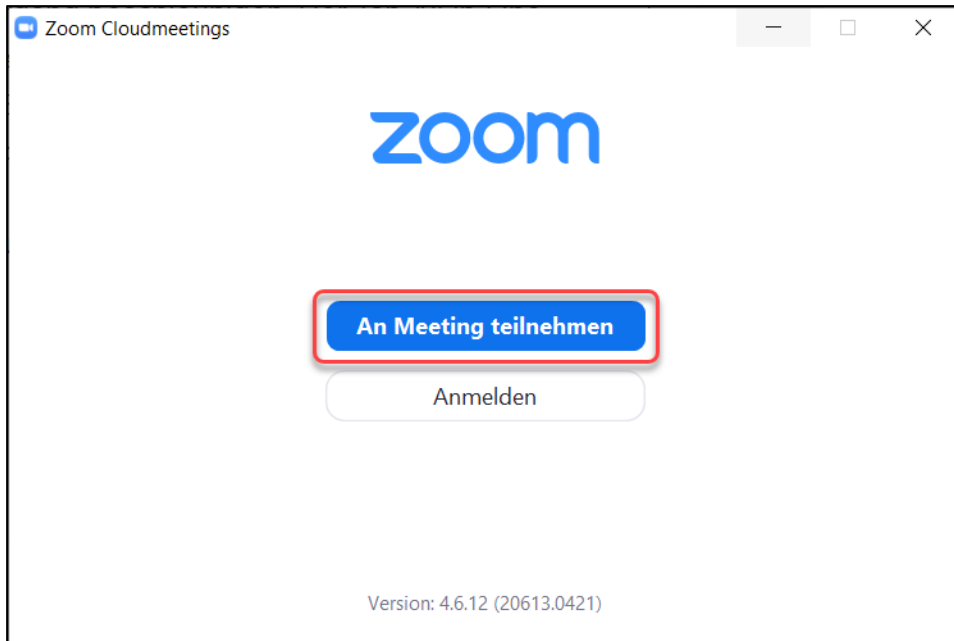 Zoom Cloudmeetings
zoom
An Meeting teilnehmen
Anmelden
Version: 4.6.12 (20613.0421)